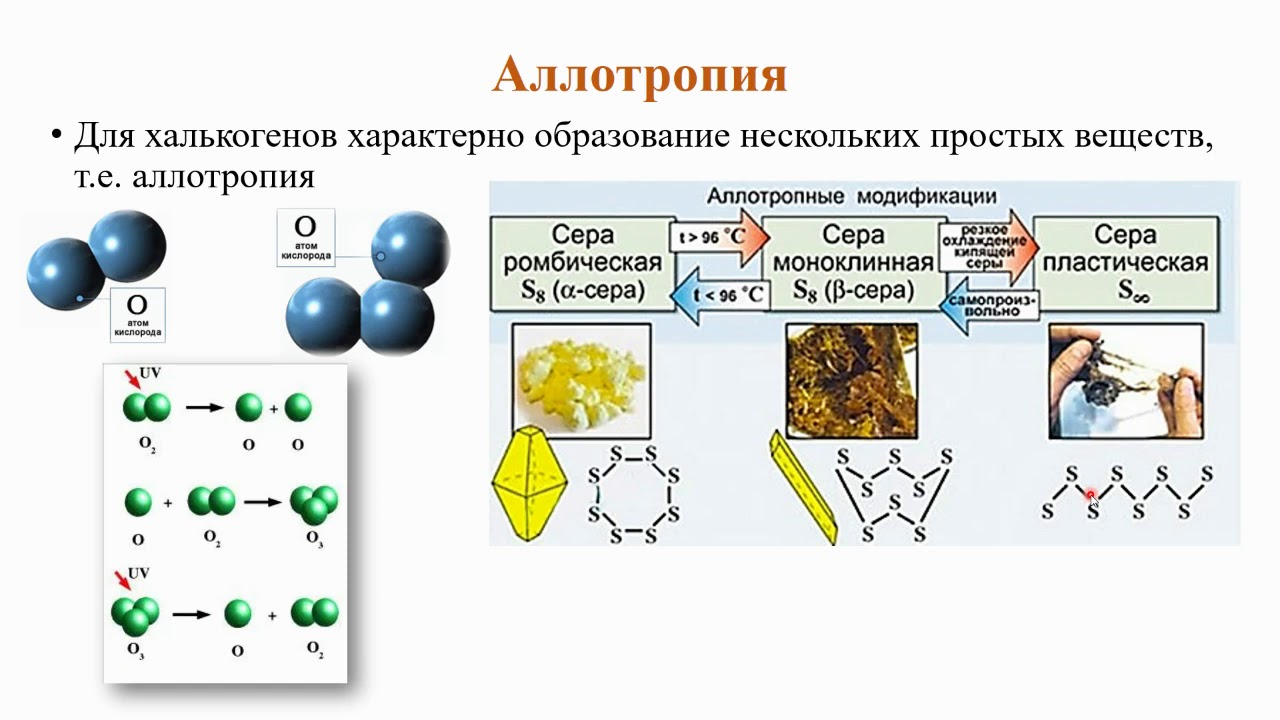 Аллотропия
• Для халькогенов характерно образование нескольких простых веществ,
т.е. аллотропия
O
атом
кислорода
O
атом
кислорода
UV
O2
O
+
O
O
+
O2
O3
UV
O3
O
+
O2
Аллотропные модификации
Сера
ромбическая
S8 (α-сера)
t > 96 °C
t < 96 °C
Сера
моноклинная
S8 (β-сера)
резкое
охлаждение
кипящей
серы
самопроиз-
вольно
Сера
пластическая
S∞
S S
S S
S S
S S
S S S
S S
S
S S
S S S S
S S S S